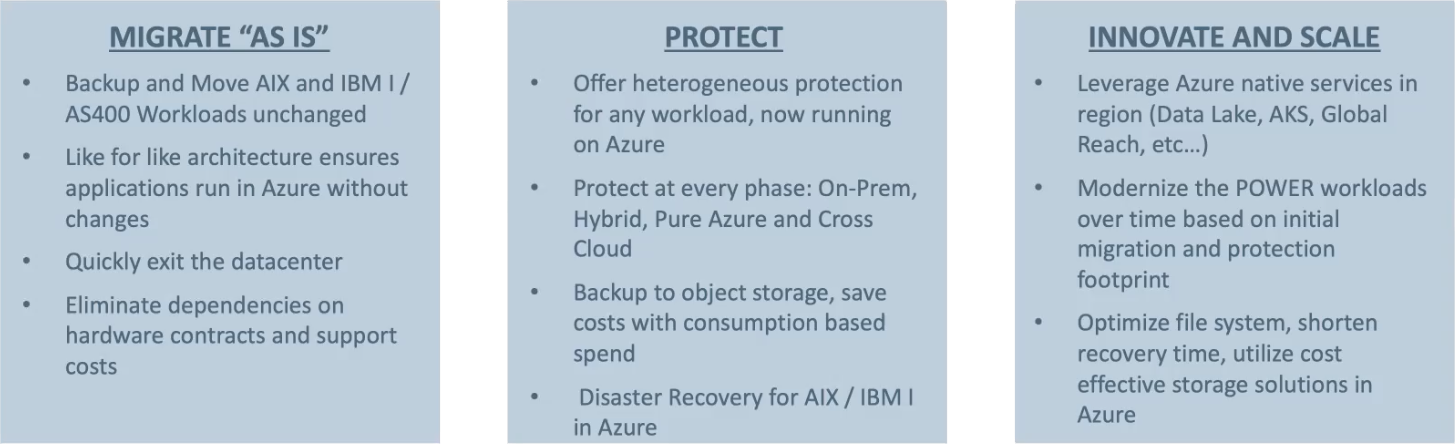 MIGRATE “AS IS”
• Backup and Move AIX and IBM I /
AS400 Workloads unchanged
• Like for like architecture ensures
applications run in Azure without
changes
• Quickly exit the datacenter
• Eliminate dependencies on
hardware contracts and support
costs
PROTECT
• Offer heterogeneous protection
for any workload, now running
on Azure
• Protect at every phase: On-Prem,
Hybrid, Pure Azure and Cross
Cloud
• Backup to object storage, save
costs with consumption based
spend
• Disaster Recovery for AIX / IBM I
in Azure
INNOVATE AND SCALE
• Leverage Azure native services in
region (Data Lake, AKS, Global
Reach, etc...)
• Modernize the POWER workloads
over time based on initial
migration and protection
footprint
• Optimize file system, shorten
recovery time, utilize cost
effective storage solutions in
Azure